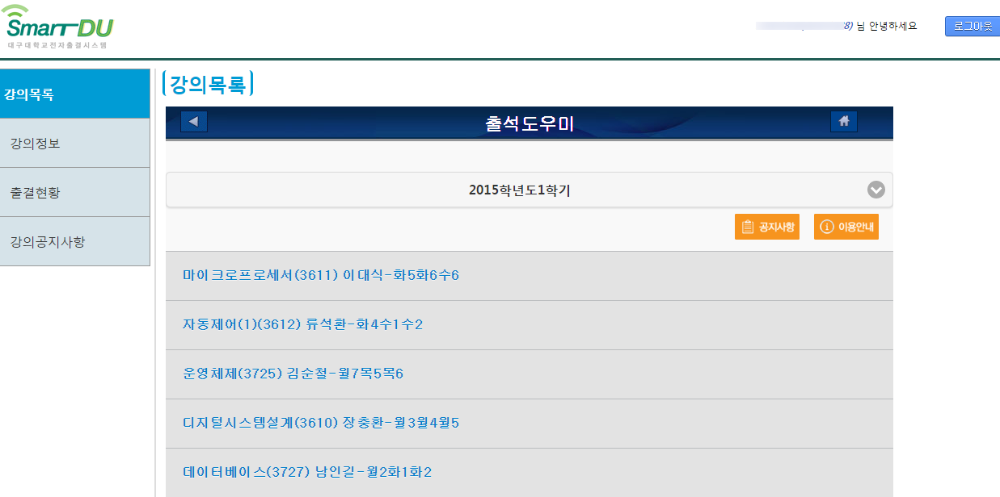 Smart-DU
대구대학교전자출결시스템
8) 님 안녕하세요
로그아웃
강의목록
강의정보
출결현황
강의공지사항
강의목록
출석도우미
2015학년도1학기
공지사항
이용안내
마이크로프로세서(3611) 이대식-화5화6수6
자동제어(1)(3612) 류석환-화4수1수2
운영체제(3725) 김순철-월7목5목6
디지털시스템설계(3610) 장충환-월3월4월5
데이터베이스(3727) 남인길-월2화1화2